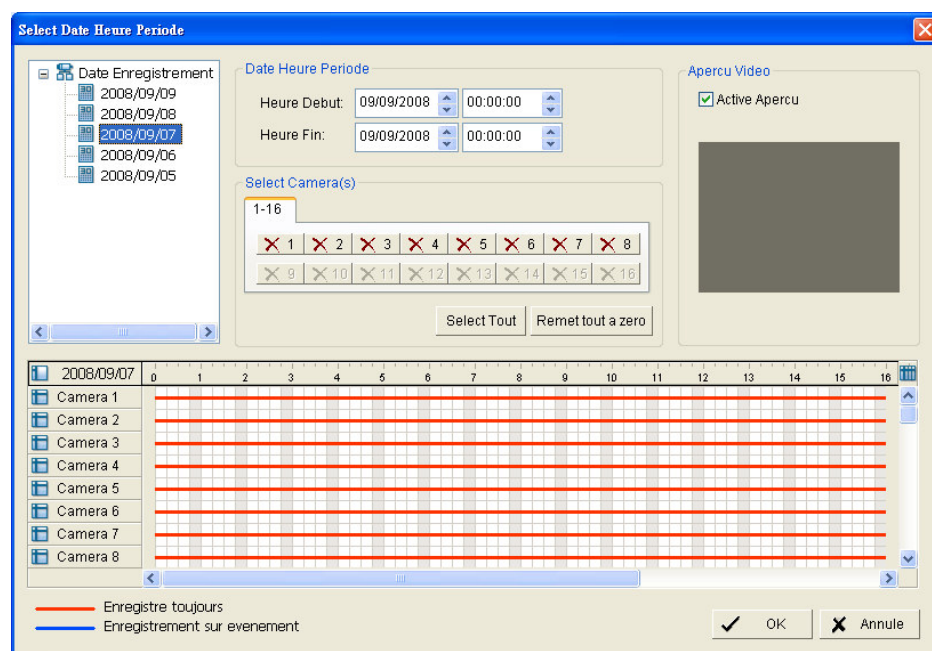 Select Date Heure Periode
Date Enregistrement
2008/09/09
2008/09/08
2008/09/07
2008/09/06
2008/09/05
Date Heure Periode
Heure Debut: 09/09/2008 00:00:00
Heure Fin: 09/09/2008 00:00:00
Select Camera(s)
1-16
1 2 3 4 5 6 7 8
9 10 11 12 13 14 15 16
Select Tout Remet tout a zero
Apercu Video
Active Apercu
2008/09/07 0 1 2 3 4 5 6 7 8 9 10 11 12 13 14 15 16
Camera 1
Camera 2
Camera 3
Camera 4
Camera 5
Camera 6
Camera 7
Camera 8
Enregistre toujours
Enregistrement sur evenement
OK Annule